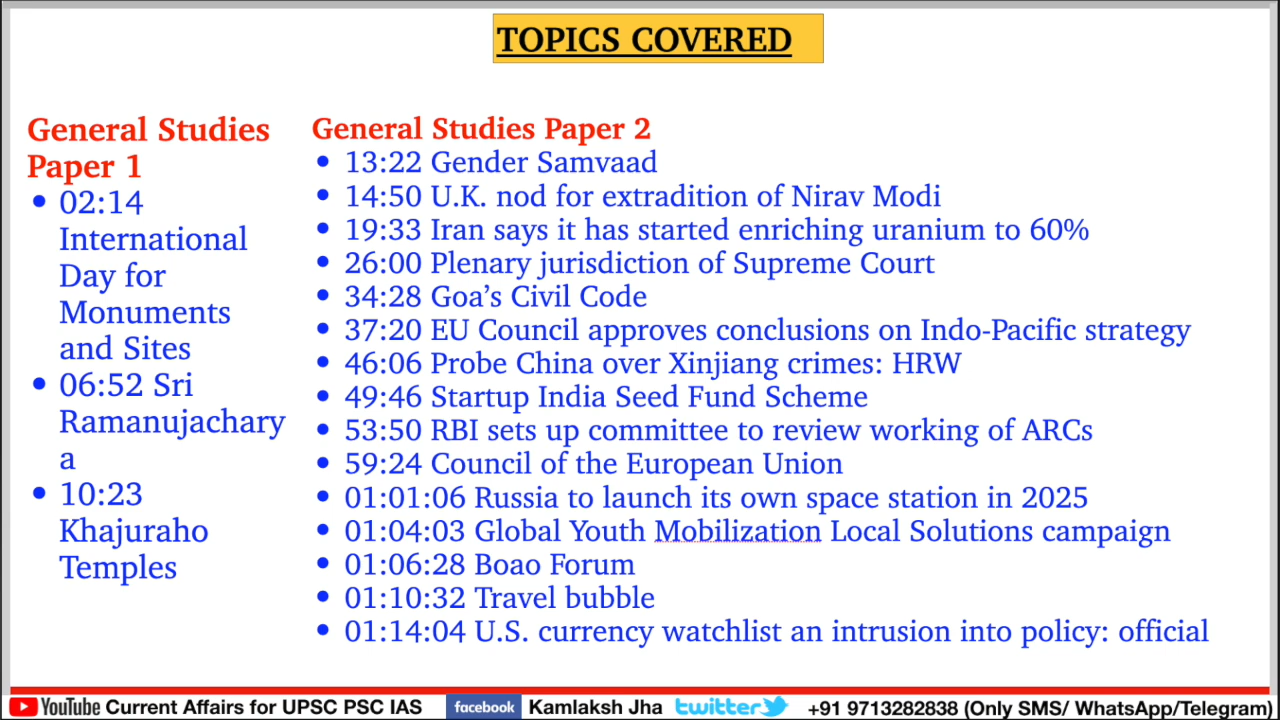 TOPICS COVERED
General Studies
Paper 1
• 02:14
International
Day for
Monuments
and Sites
• 06:52 Sri
Ramanujachary
a
• 10:23
Khajuraho
Temples
General Studies Paper 2
• 13:22 Gender Samvaad
• 14:50 U.K. nod for extradition of Nirav Modi
• 19:33 Iran says it has started enriching uranium to 60%
• 26:00 Plenary jurisdiction of Supreme Court
• 34:28 Goa’s Civil Code
• 37:20 EU Council approves conclusions on Indo-Pacific strategy
• 46:06 Probe China over Xinjiang crimes: HRW
• 49:46 Startup India Seed Fund Scheme
• 53:50 RBI sets up committee to review working of ARCs
• 59:24 Council of the European Union
• 01:01:06 Russia to launch its own space station in 2025
• 01:04:03 Global Youth Mobilization Local Solutions campaign
• 01:06:28 Boao Forum
• 01:10:32 Travel bubble
• 01:14:04 U.S. currency watchlist an intrusion into policy: official
YouTube Current Affairs for UPSC PSC IAS facebook Kamlaksh Jha twitter +91 9713282838 (Only SMS/ WhatsApp/Telegram)